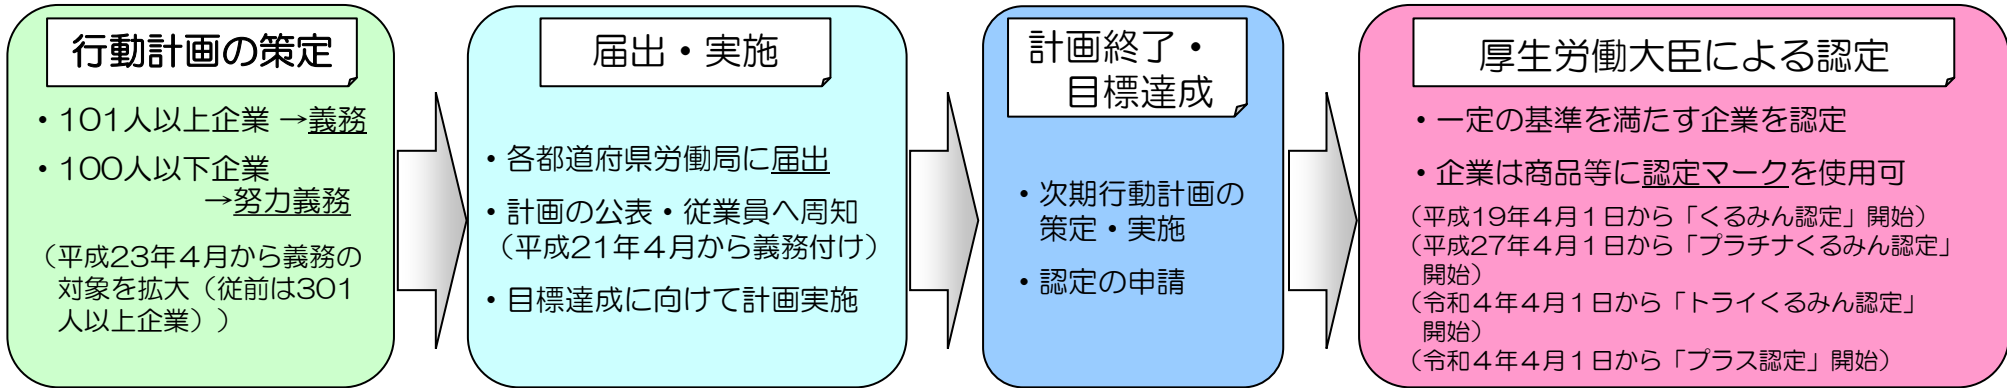 行動計画の策定
・101人以上企業 →義務
・100人以下企業
→努力義務
（平成23年４月から義務の
対象を拡大（従前は301
人以上企業））
届出・実施
・各都道府県労働局に届出
・計画の公表・従業員へ周知
（平成21年４月から義務付け）
・目標達成に向けて計画実施
計画終了・
目標達成
・次期行動計画の
策定・実施
・認定の申請
厚生労働大臣による認定
・一定の基準を満たす企業を認定
・企業は商品等に認定マークを使用可
（平成19年４月１日から「くるみん認定」開始）
（平成27年４月１日から「プラチナくるみん認定」
開始）
（令和４年４月１日から「トライくるみん認定」
開始）
（令和４年４月１日から「プラス認定」開始）